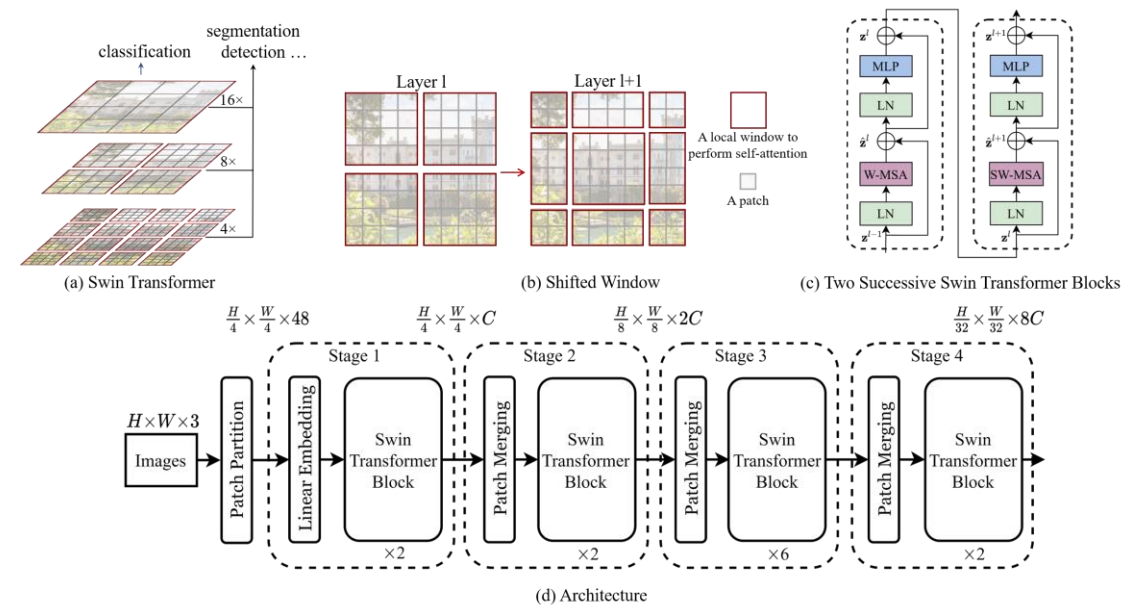 classification
segmentation
detection ...
16×
8×
4×
(a) Swin Transformer
Layer l
Layer l+1
A local window to
perform self-attention
A patch
(b) Shifted Window
z^l
MLP
LN
ẑ^l
W-MSA
LN
z^{l-1}
z^{l+1}
MLP
LN
ẑ^{l+1}
SW-MSA
LN
z^l
(c) Two Successive Swin Transformer Blocks
H/4 × W/4 × 48
H/4 × W/4 × C
H/8 × W/8 × 2C
H/32 × W/32 × 8C
Stage 1
Stage 2
Stage 3
Stage 4
H×W×3
Images
Patch Partition
Linear Embedding
Swin
Transformer
Block
×2
Patch Merging
Swin
Transformer
Block
×2
Patch Merging
Swin
Transformer
Block
×6
Patch Merging
Swin
Transformer
Block
×2
(d) Architecture